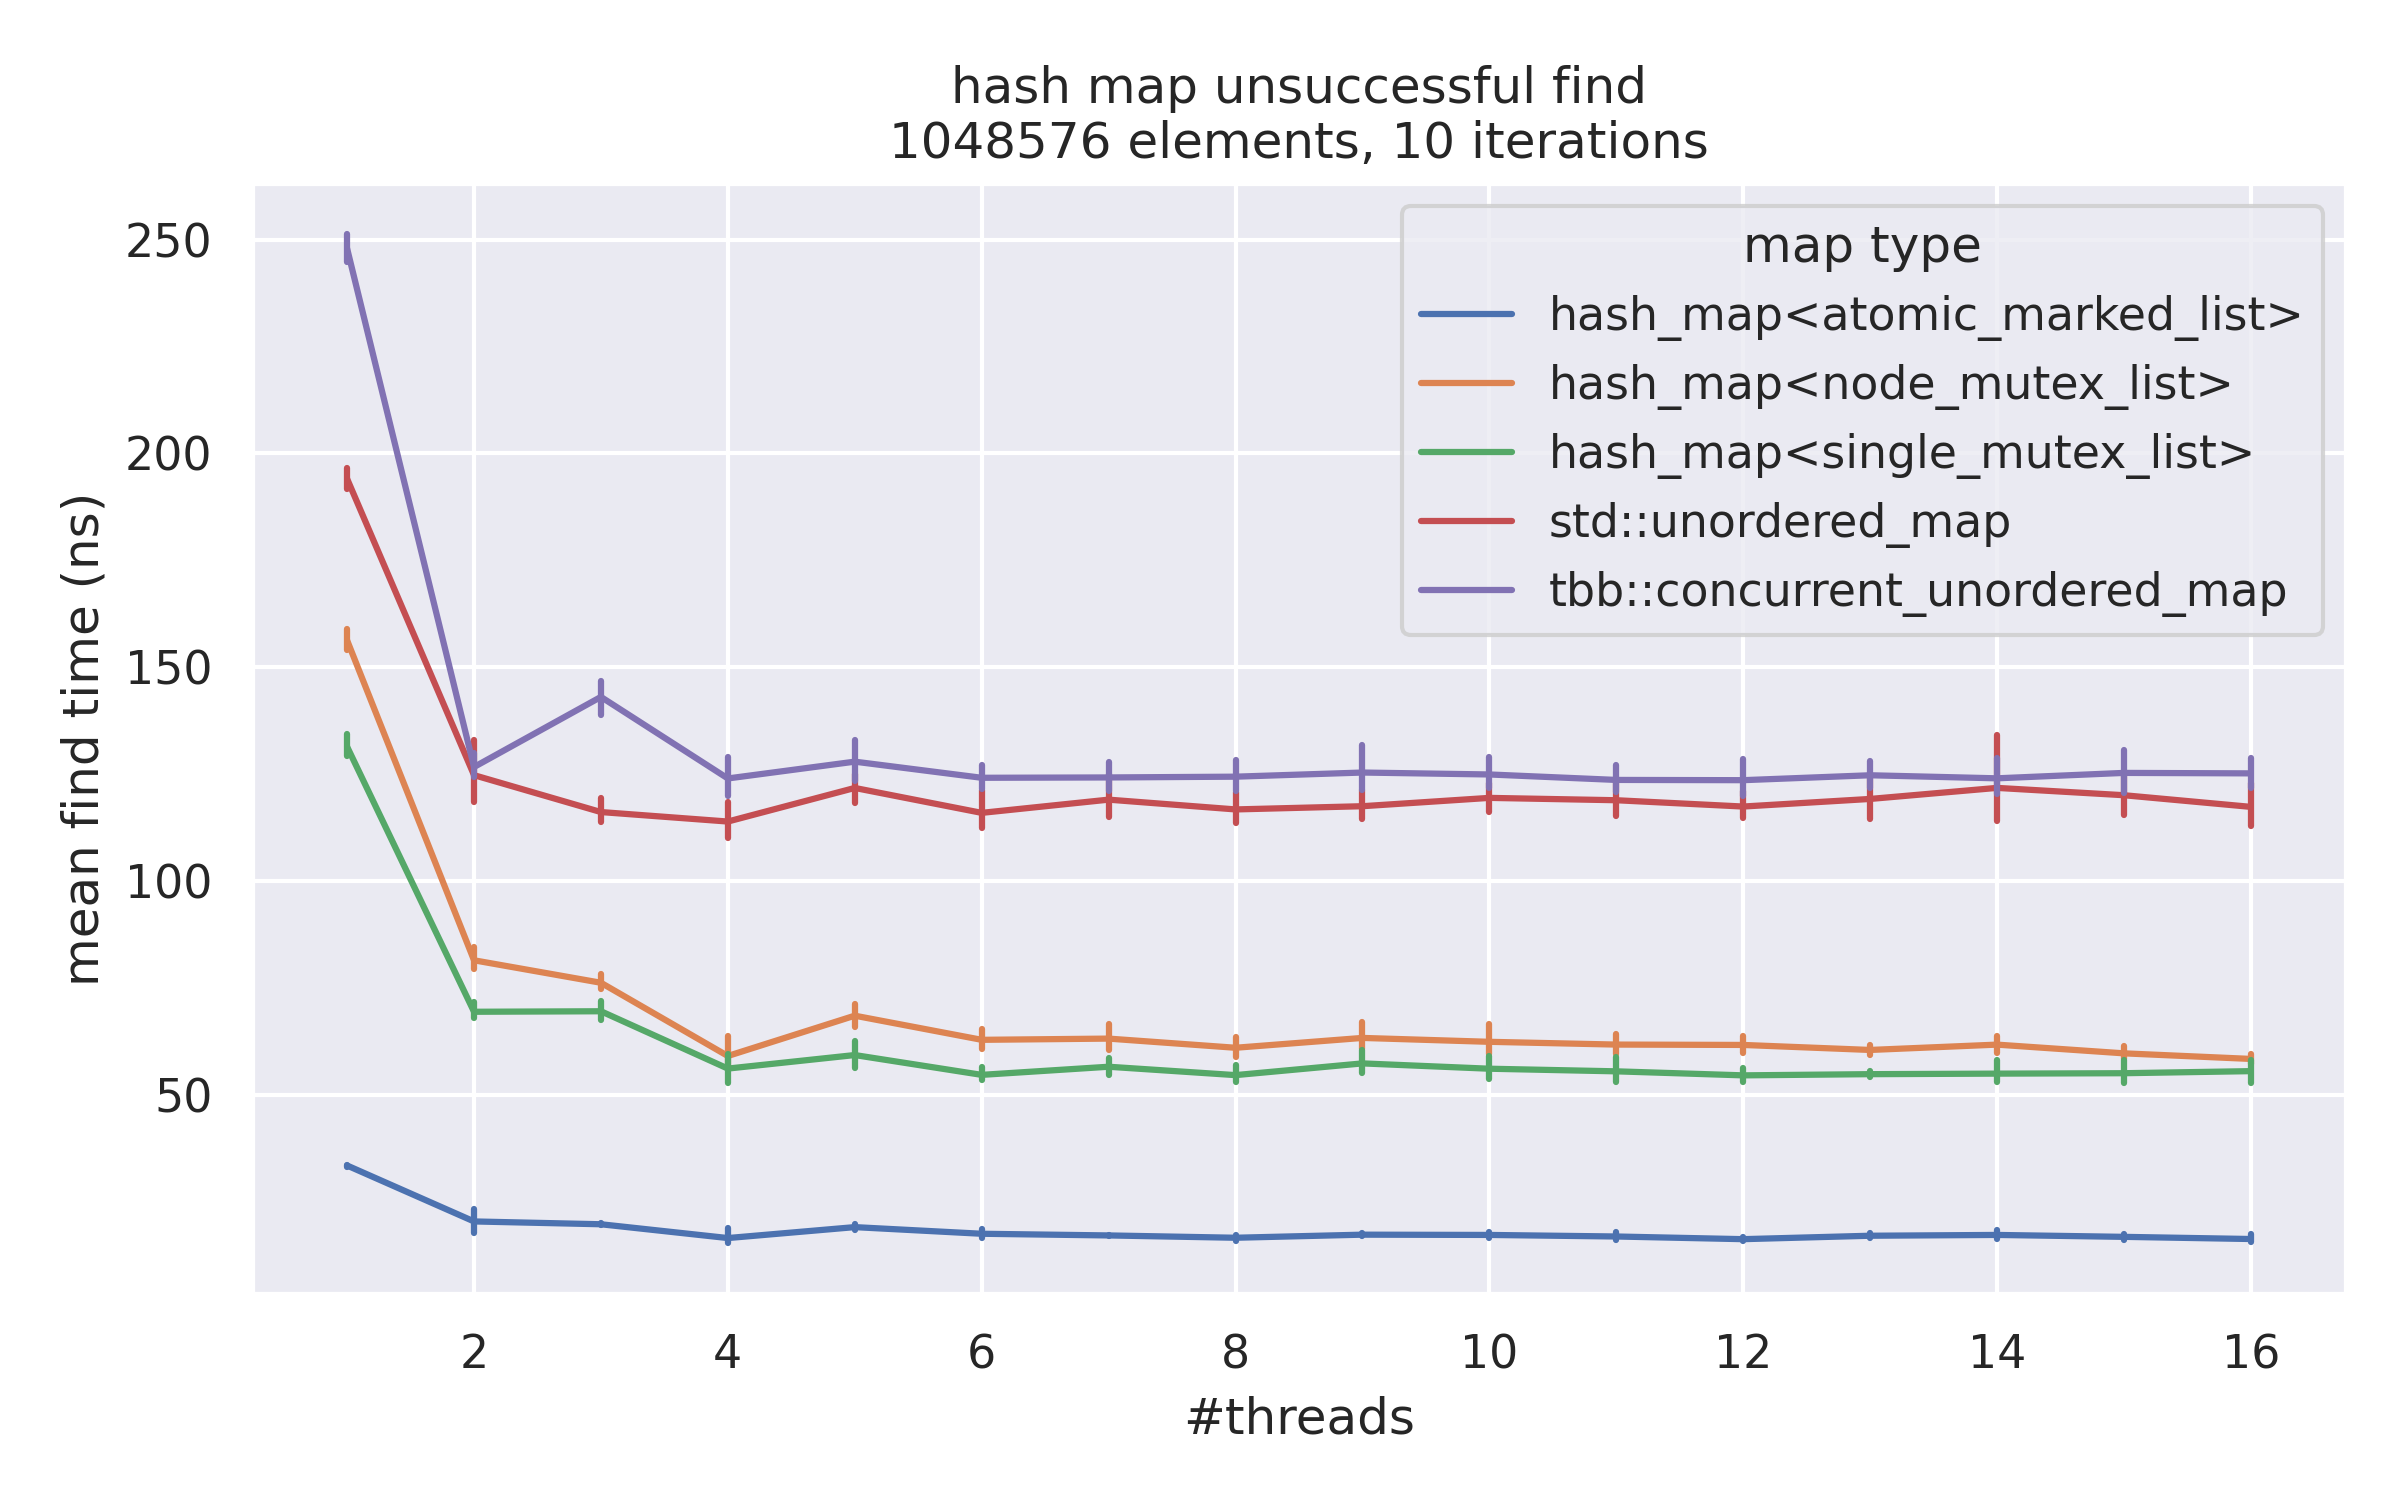 hash map unsuccessful find
1048576 elements, 10 iterations
mean find time (ns)
250
200
150
100
50
map type
hash_map<atomic_marked_list>
hash_map<node_mutex_list>
hash_map<single_mutex_list>
std::unordered_map
tbb::concurrent_unordered_map
2 4 6 8 10 12 14 16
#threads